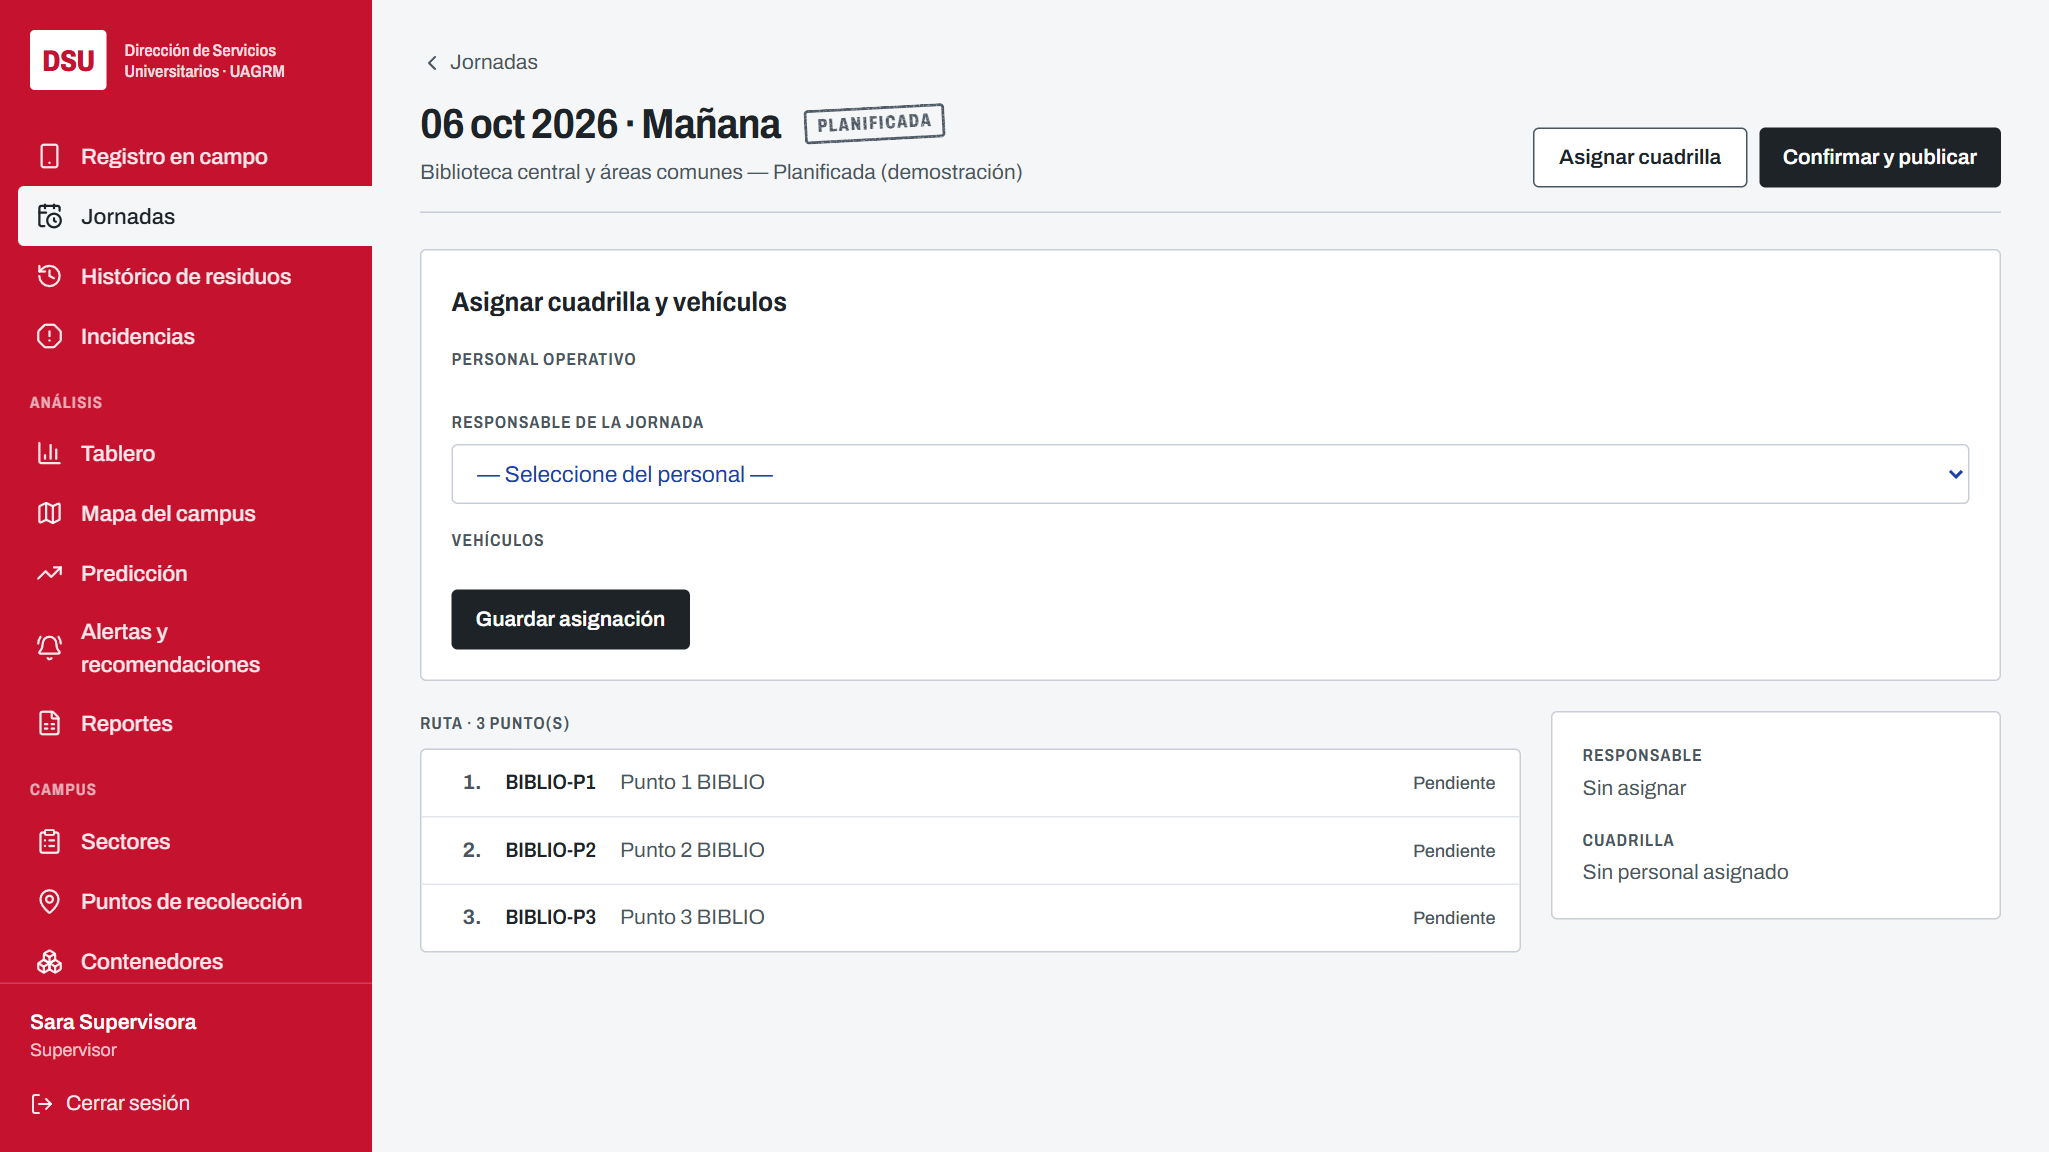 DSU
Dirección de Servicios
Universitarios · UAGRM
Registro en campo
Jornadas
Histórico de residuos
Incidencias
ANÁLISIS
Tablero
Mapa del campus
Predicción
Alertas y
recomendaciones
Reportes
CAMPUS
Sectores
Puntos de recolección
Contenedores
Sara Supervisora
Supervisor
Cerrar sesión
Jornadas
06 oct 2026 · Mañana
PLANIFICADA
Biblioteca central y áreas comunes — Planificada (demostración)
Asignar cuadrilla
Confirmar y publicar
Asignar cuadrilla y vehículos
PERSONAL OPERATIVO
RESPONSABLE DE LA JORNADA
— Seleccione del personal —
VEHÍCULOS
Guardar asignación
RUTA · 3 PUNTO(S)
1. BIBLIO-P1 Punto 1 BIBLIO Pendiente
2. BIBLIO-P2 Punto 2 BIBLIO Pendiente
3. BIBLIO-P3 Punto 3 BIBLIO Pendiente
RESPONSABLE
Sin asignar
CUADRILLA
Sin personal asignado